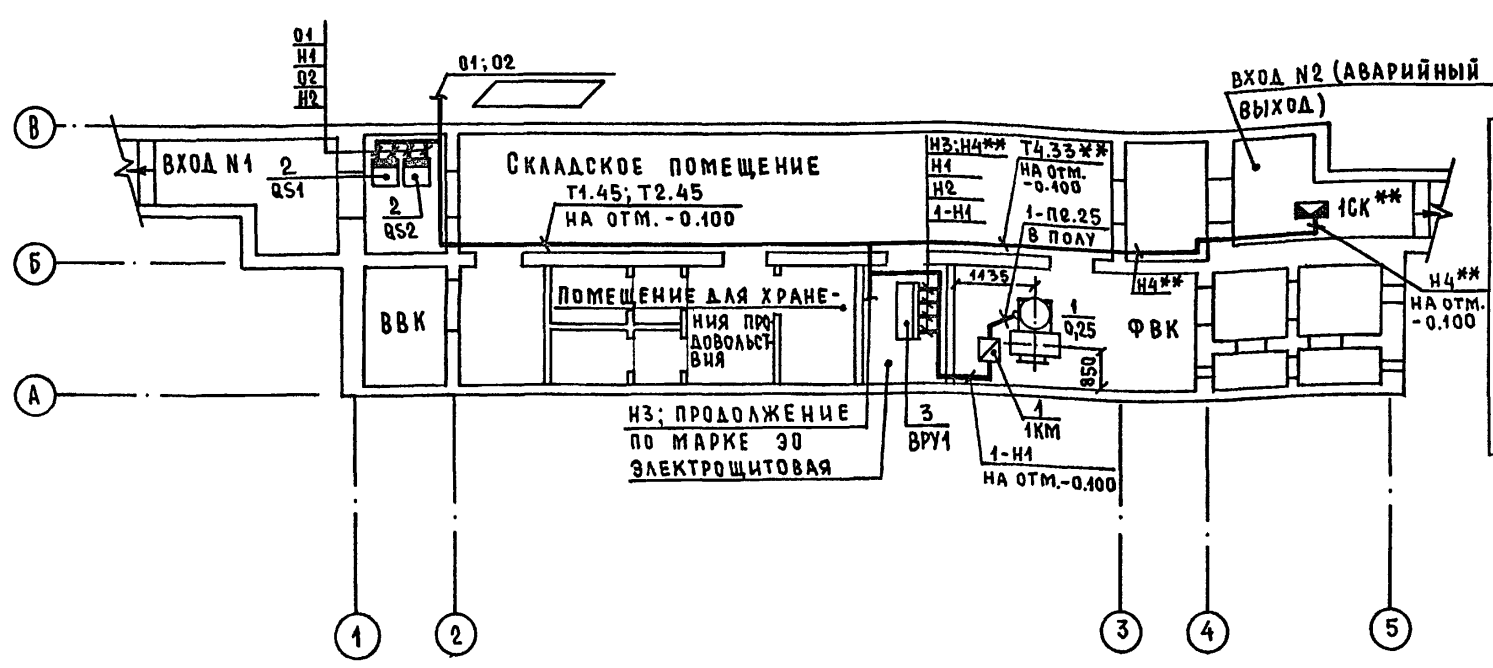 01
Н1
02
Н2
01; 02
ВХОД N2 (АВАРИЙНЫЙ
ВЫХОД)
В
ВХОД N1
2
QS1
2
QS2
СКЛАДСКОЕ ПОМЕЩЕНИЕ
Т1.45; Т2.45
НА ОТМ. -0.100
Н3; Н4**
Н1
Н2
1-Н1
Т4.33**
НА ОТМ.
-0.100
1-П2.25
В ПОЛУ
1СК**
Б
Н4**
Н4**
НА ОТМ.
-0.100
1135
ВВК
ПОМЕЩЕНИЕ ДЛЯ ХРАНЕ-
НИЯ ПРО
ДОВОЛЬСТ-
ВИЯ
1
0,25
ФВК
850
А
Н3; ПРОДОЛЖЕНИЕ
ПО МАРКЕ ЭО
ЭЛЕКТРОЩИТОВАЯ
3
ВРУ1
1
1КМ
1-Н1
НА ОТМ.-0.100
1
2
3
4
5